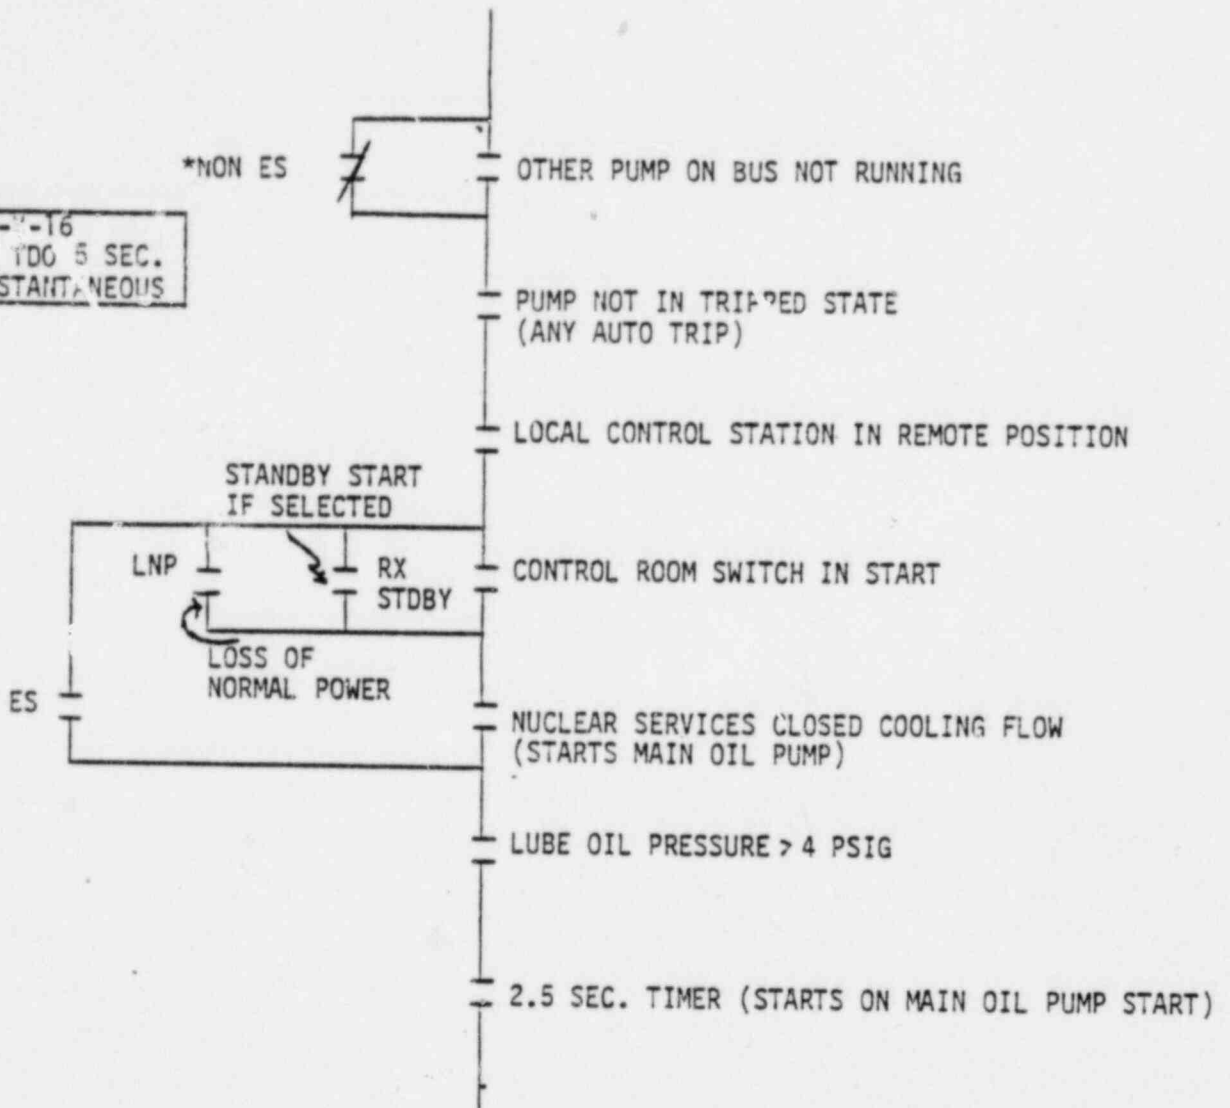 *NON ES
OTHER PUMP ON BUS NOT RUNNING
-T6
TDO 5 SEC.
STANTANEOUS
PUMP NOT IN TRIPPED STATE
(ANY AUTO TRIP)
LOCAL CONTROL STATION IN REMOTE POSITION
STANDBY START
IF SELECTED
LNP
RX
STDBY
CONTROL ROOM SWITCH IN START
LOSS OF
NORMAL POWER
ES
NUCLEAR SERVICES CLOSED COOLING FLOW
(STARTS MAIN OIL PUMP)
LUBE OIL PRESSURE > 4 PSIG
2.5 SEC. TIMER (STARTS ON MAIN OIL PUMP START)